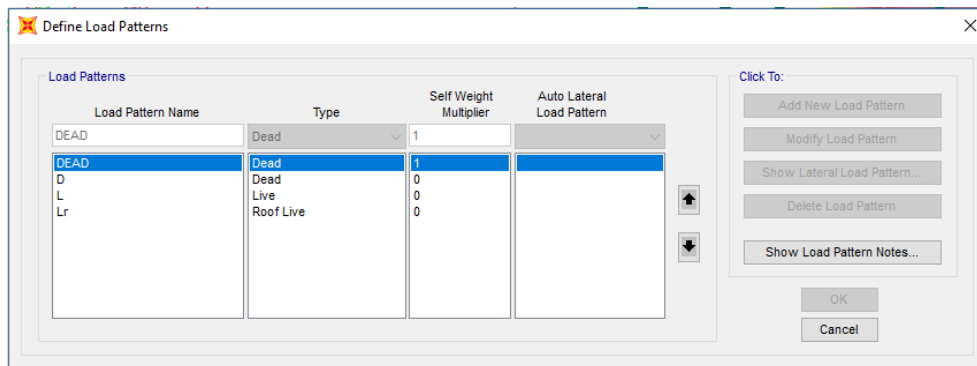 Define Load Patterns
Load Patterns
Click To:
Load Pattern Name
Type
Self Weight
Multiplier
Auto Lateral
Load Pattern
DEAD
Dead
1
DEAD
Dead
1
D
Dead
0
L
Live
0
Lr
Roof Live
0
Add New Load Pattern
Modify Load Pattern
Show Lateral Load Pattern...
Delete Load Pattern
Show Load Pattern Notes...
OK
Cancel